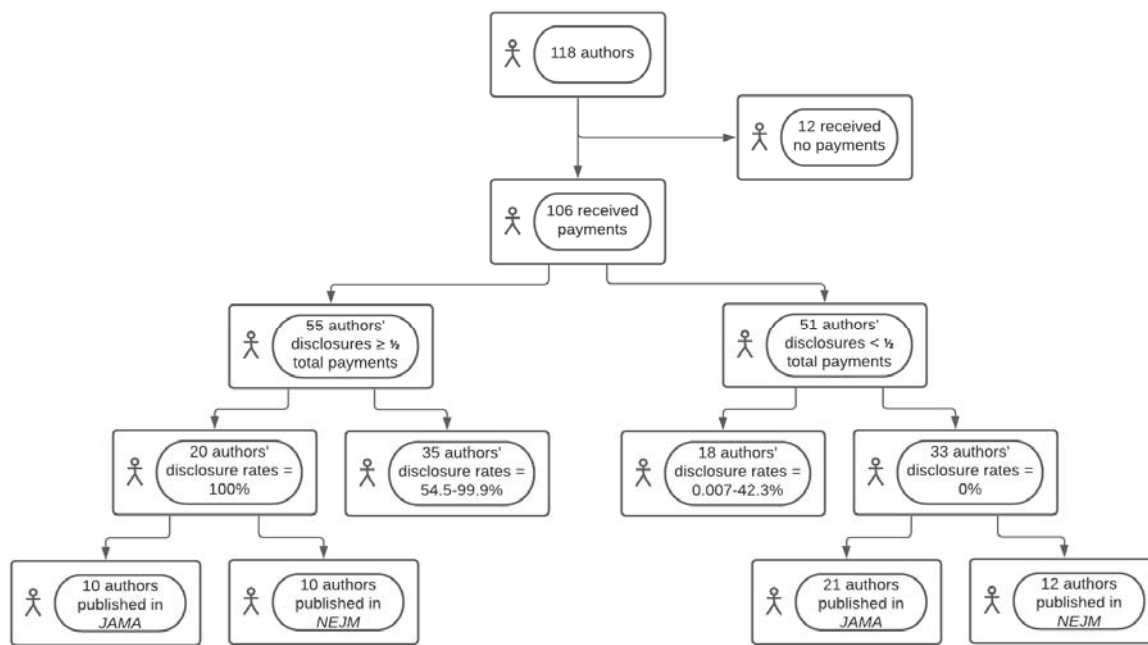 118 authors
12 received
no payments
106 received
payments
55 authors'
disclosures ≥ ½
total payments
51 authors'
disclosures < ½
total payments
20 authors'
disclosure rates =
100%
35 authors'
disclosure rates =
54.5-99.9%
18 authors'
disclosure rates =
0.007-42.3%
33 authors'
disclosure rates =
0%
10 authors
published in
JAMA
10 authors
published in
NEJM
21 authors
published in
JAMA
12 authors
published in
NEJM